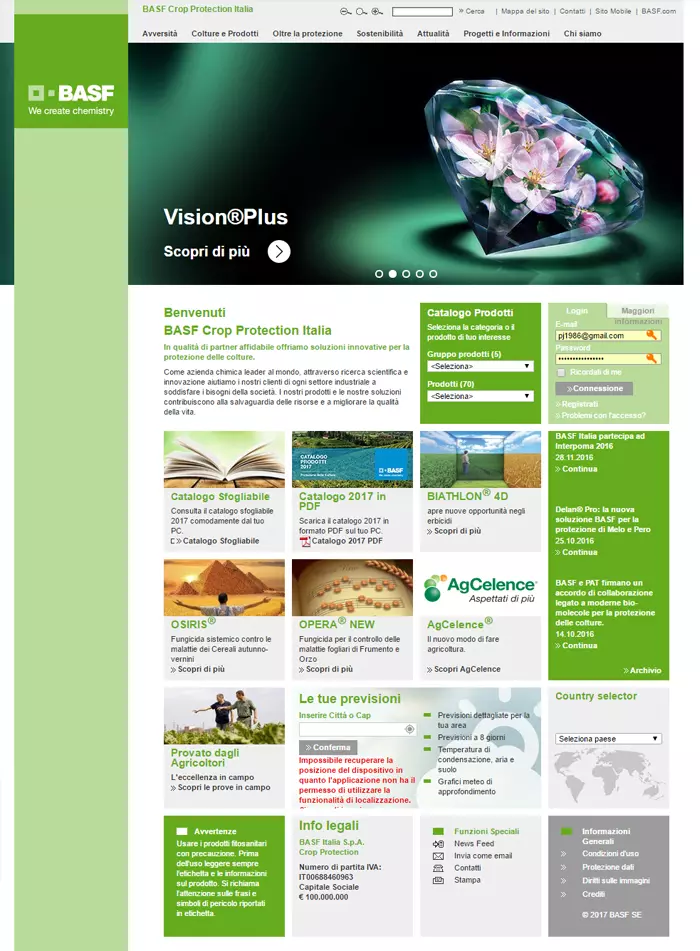 BASF Crop Protection Italia
Cerca | Mappa del sito | Contatti | Sito Mobile | BASF.com
Avversità Colture e Prodotti Oltre la protezione Sostenibilità Attualità Progetti e Informazioni Chi siamo
BASF
We create chemistry
Vision®Plus
Scopri di più
Benvenuti
BASF Crop Protection Italia
In qualità di partner affidabile offriamo soluzioni innovative per la
protezione delle colture.
Come azienda chimica leader al mondo, attraverso ricerca scientifica e
innovazione aiutiamo i nostri clienti di ogni settore industriale a
soddisfare i bisogni della società. I nostri prodotti e le nostre soluzioni
contribuiscono alla salvaguardia delle risorse e a migliorare la qualità
della vita.
Catalogo Prodotti
Seleziona la categoria o il
prodotto di tuo interesse
Gruppo prodotti (5)
<Seleziona>
Prodotti (70)
<Seleziona>
Login
Maggiori
informazioni
E-mail
pj1986@gmail.com
Password
Ricordati di me
Connessione
Registrati
Problemi con l'accesso?
Catalogo Sfogliabile
Consulta il catalogo sfogliabile
2017 comodamente dal tuo
PC.
Catalogo Sfogliabile
CATALOGO
PRODOTTI
2017
BASF
Catalogo 2017 in
PDF
Scarica il catalogo 2017 in
formato PDF sul tuo PC.
Catalogo 2017 PDF
BIATHLON® 4D
apre nuove opportunità negli
erbicidi
Scopri di più
BASF Italia partecipa ad
Interpoma 2016
28.11.2016
Continua
Delan® Pro: la nuova
soluzione BASF per la
protezione di Melo e Pero
25.10.2016
Continua
BASF e PAT firmano un
accordo di collaborazione
legato a moderne bio-
molecole per la protezione
delle colture.
14.10.2016
Continua
Archivio
OSIRIS®
Fungicida sistemico contro le
malattie dei Cereali autunno-
vernini
Scopri di più
OPERA® NEW
Fungicida per il controllo delle
malattie fogliari di Frumento e
Orzo
Scopri di più
AgCelence®
Aspettati di più
AgCelence®
Il nuovo modo di fare
agricoltura.
Scopri AgCelence
Provato dagli
Agricoltori
L'eccellenza in campo
Scopri le prove in campo
Le tue previsioni
Inserire Città o Cap
Conferma
Impossibile recuperare la
posizione del dispositivo in
quanto l'applicazione non ha il
permesso di utilizzare la
funzionalità di localizzazione.
Previsioni dettagliate per la
tua area
Previsioni a 8 giorni
Temperatura di
condensazione, aria e
suolo
Grafici meteo di
approfondimento
Country selector
Seleziona paese
Avvertenze
Usare i prodotti fitosanitari
con precauzione. Prima
dell'uso leggere sempre
l'etichetta e le informazioni
sul prodotto. Si richiama
l'attenzione sulle frasi e
simboli di pericolo riportati
in etichetta.
Info legali
BASF Italia S.p.A.
Crop Protection
Numero di partita IVA:
IT00688460963
Capitale Sociale
€ 100.000.000
Funzioni Speciali
News Feed
Invia come email
Contatti
Stampa
Informazioni
Generali
Condizioni d'uso
Protezione dati
Diritti sulle immagini
Crediti
© 2017 BASF SE